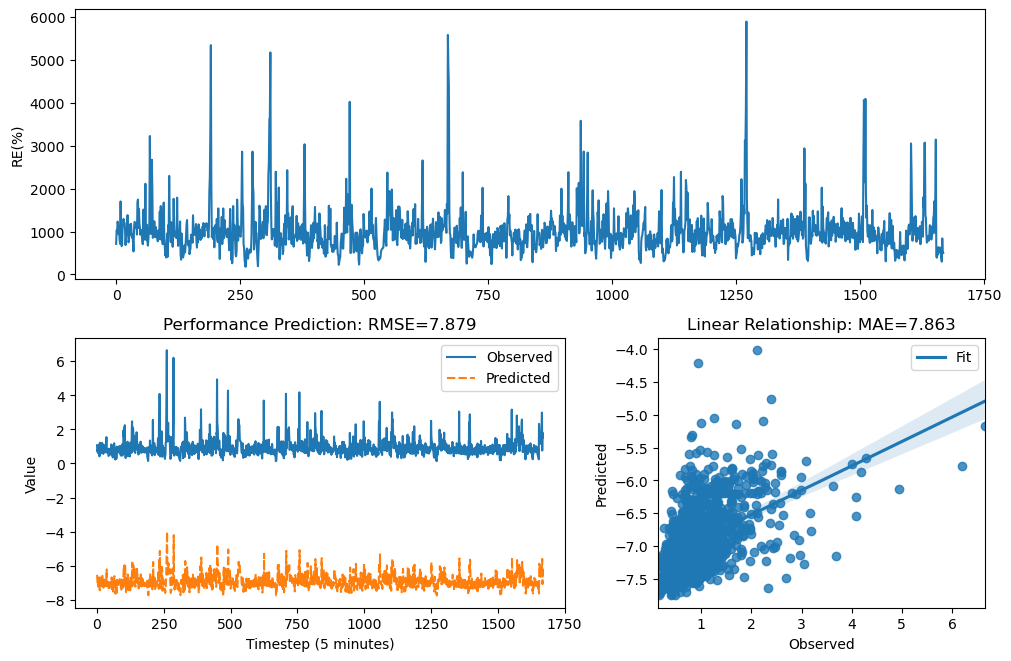 6000
5000
4000
3000
2000
1000
0
RE(%)
0 250 500 750 1000 1250 1500 1750
Performance Prediction: RMSE=7.879
6
4
2
0
−2
−4
−6
−8
Value
Observed
Predicted
0 250 500 750 1000 1250 1500 1750
Timestep (5 minutes)
Linear Relationship: MAE=7.863
−4.0
−4.5
−5.0
−5.5
−6.0
−6.5
−7.0
−7.5
Predicted
Fit
1 2 3 4 5 6
Observed